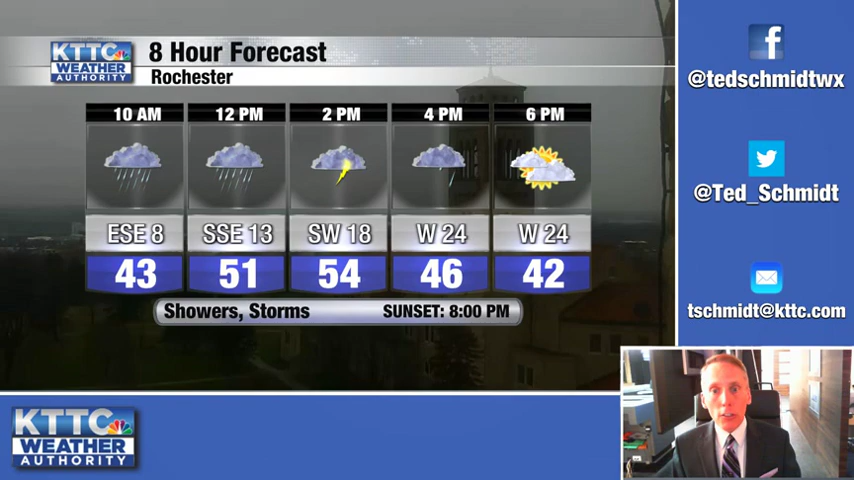 KTTC
WEATHER
AUTHORITY
8 Hour Forecast
Rochester
10 AM 12 PM 2 PM 4 PM 6 PM
ESE 8 SSE 13 SW 18 W 24 W 24
43 51 54 46 42
Showers, Storms SUNSET: 8:00 PM
@tedschmidtwx
@Ted_Schmidt
tschmidt@kttc.com
KTTC
WEATHER
AUTHORITY